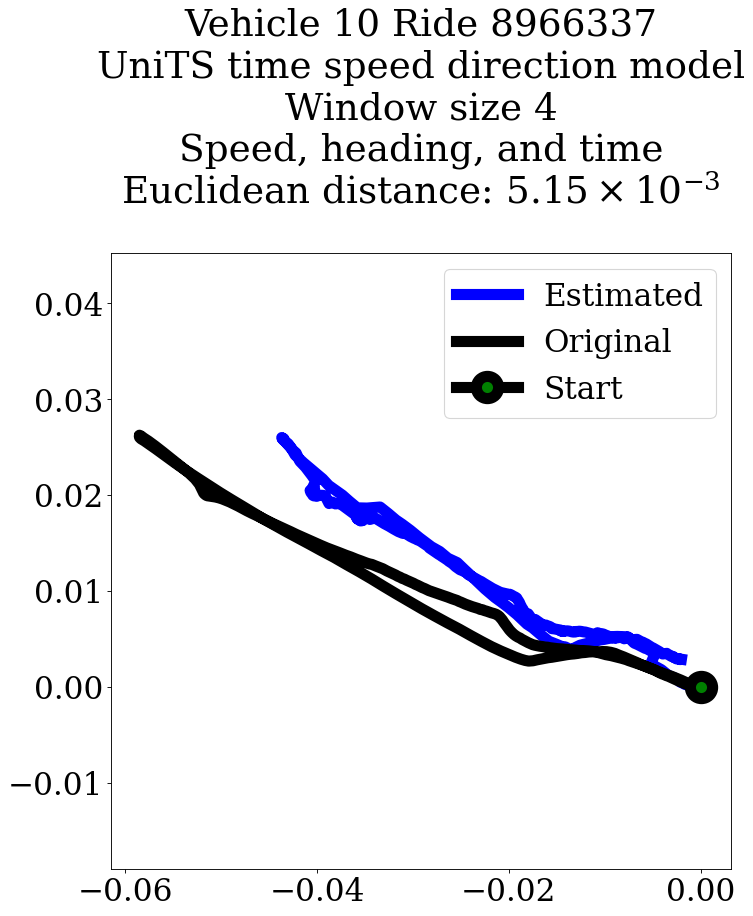 Vehicle 10 Ride 8966337
UniTS time speed direction model
Window size 4
Speed, heading, and time
Euclidean distance: 5.15 × 10⁻³
Estimated
Original
Start
0.04
0.03
0.02
0.01
0.00
−0.01
−0.06
−0.04
−0.02
0.00